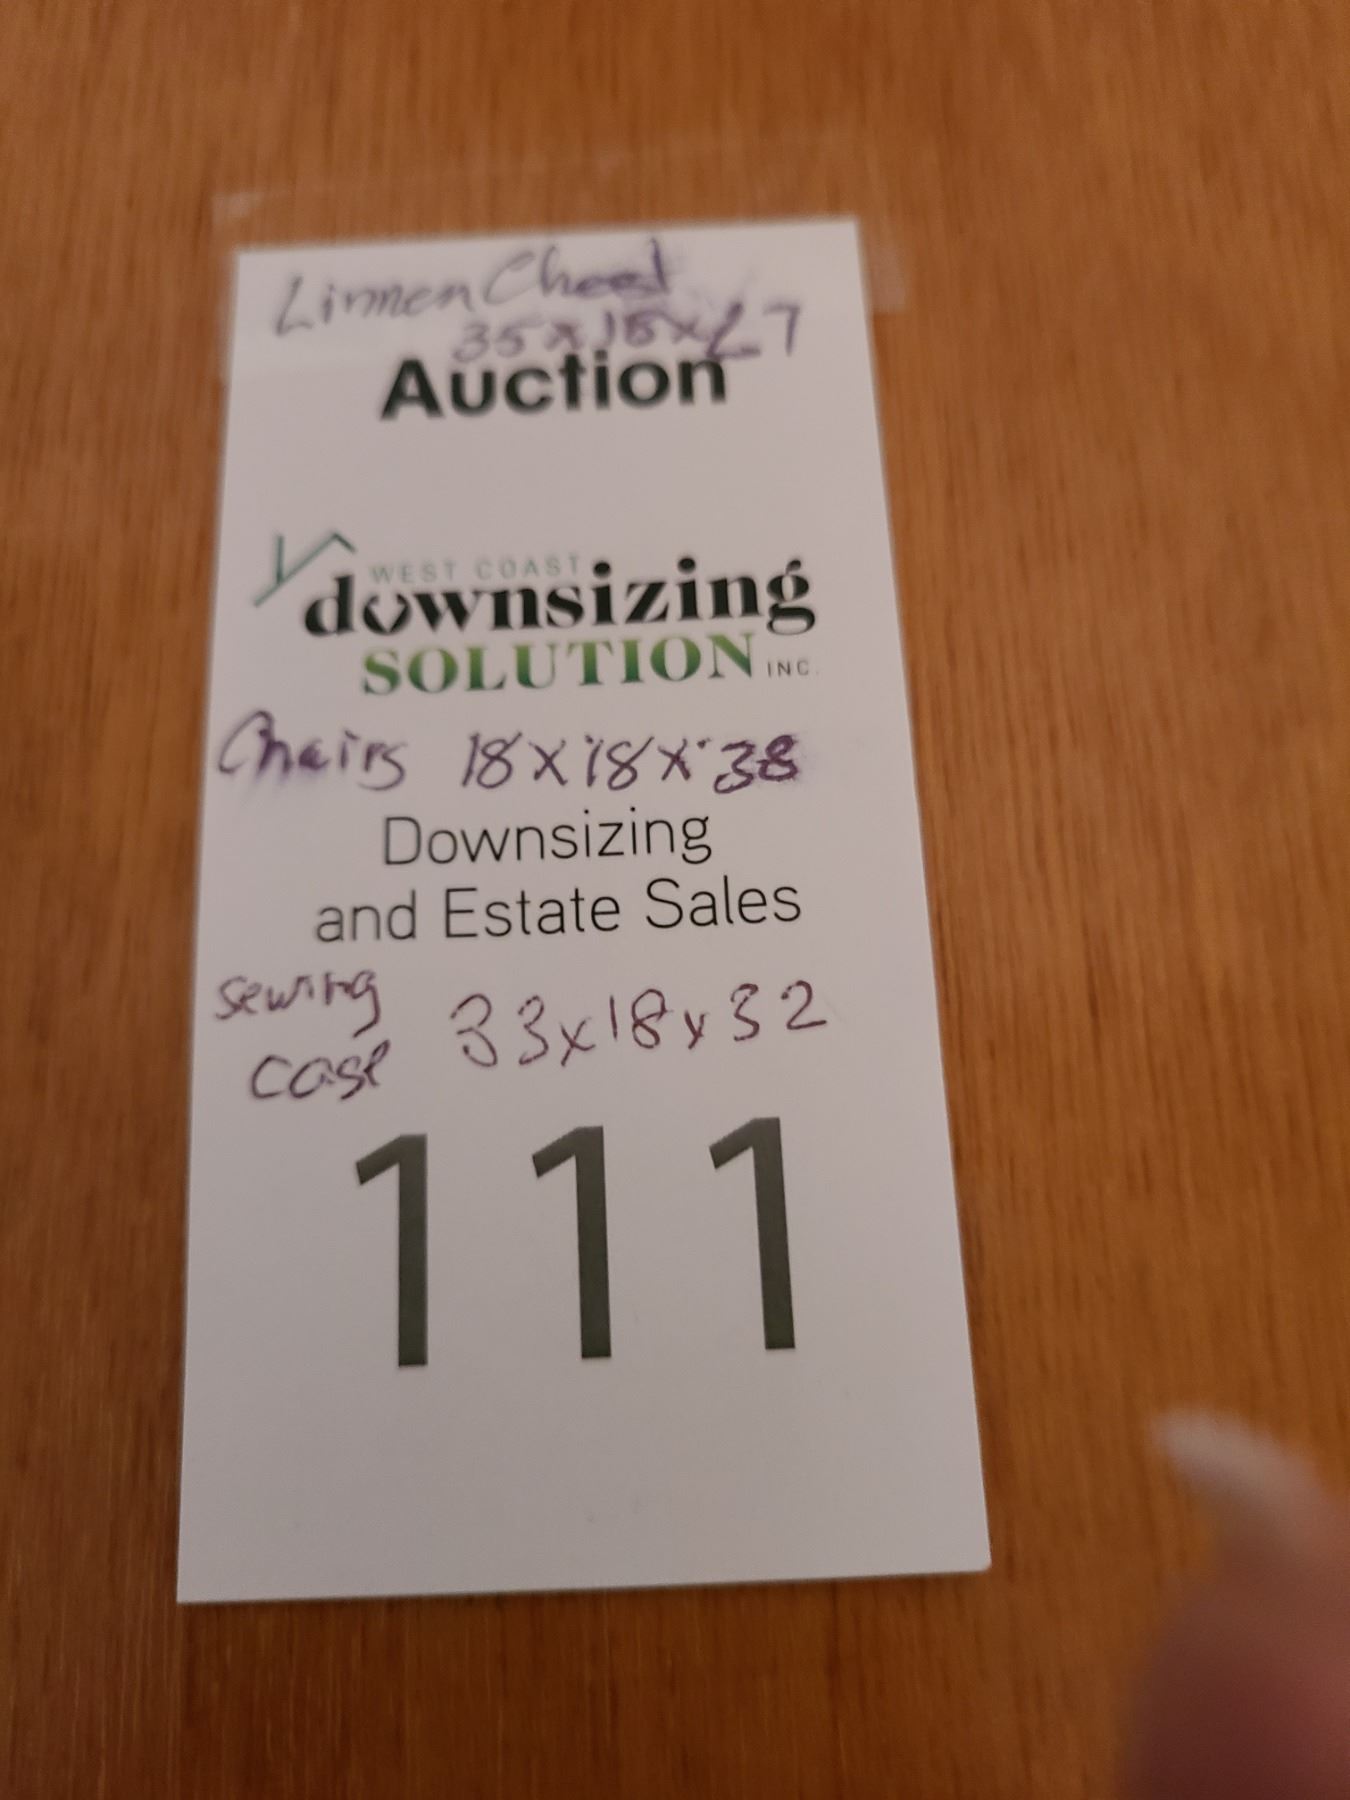 Linnen Chest
35x18x27
Auction
WEST COAST
downsizing
SOLUTION INC.
Chairs 18x18x38
Downsizing
and Estate Sales
sewing 33x18x32
case
111